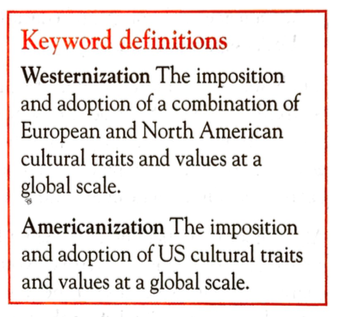 Keyword definitions
Westernization The imposition
and adoption of a combination of
European and North American
cultural traits and values at a
global scale.
Americanization The imposition
and adoption of US cultural traits
and values at a global scale.